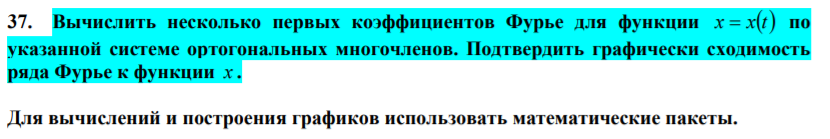 37. Вычислить несколько первых коэффициентов Фурье для функции x = x(t) по
указанной системе ортогональных многочленов. Подтвердить графически сходимость
ряда Фурье к функции x.
Для вычислений и построения графиков использовать математические пакеты.